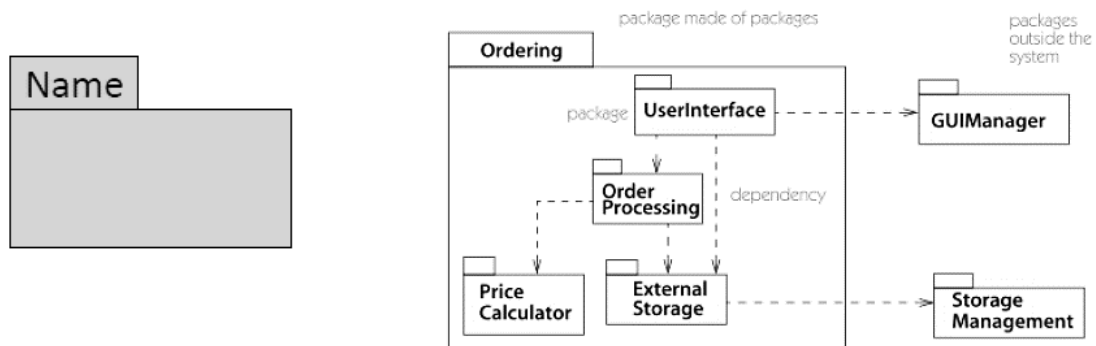 Name
package made of packages
packages
outside the
system
Ordering
package
UserInterface
GUIManager
Order
Processing
dependency
Price
Calculator
External
Storage
Storage
Management